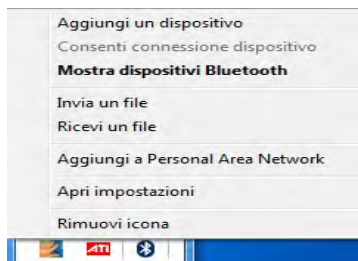 Aggiungi un dispositivo
Consenti connessione dispositivo
Mostra dispositivi Bluetooth
Invia un file
Ricevi un file
Aggiungi a Personal Area Network
Apri impostazioni
Rimuovi icona
ATI